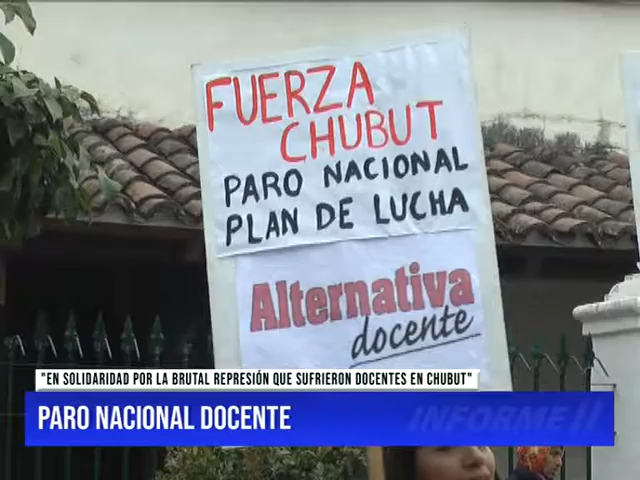 FUERZA
CHUBUT
PARO NACIONAL
PLAN DE LUCHA
Alternativa
docente
"EN SOLIDARIDAD POR LA BRUTAL REPRESIÓN QUE SUFRIERON DOCENTES EN CHUBUT"
PARO NACIONAL DOCENTE
INFORME //